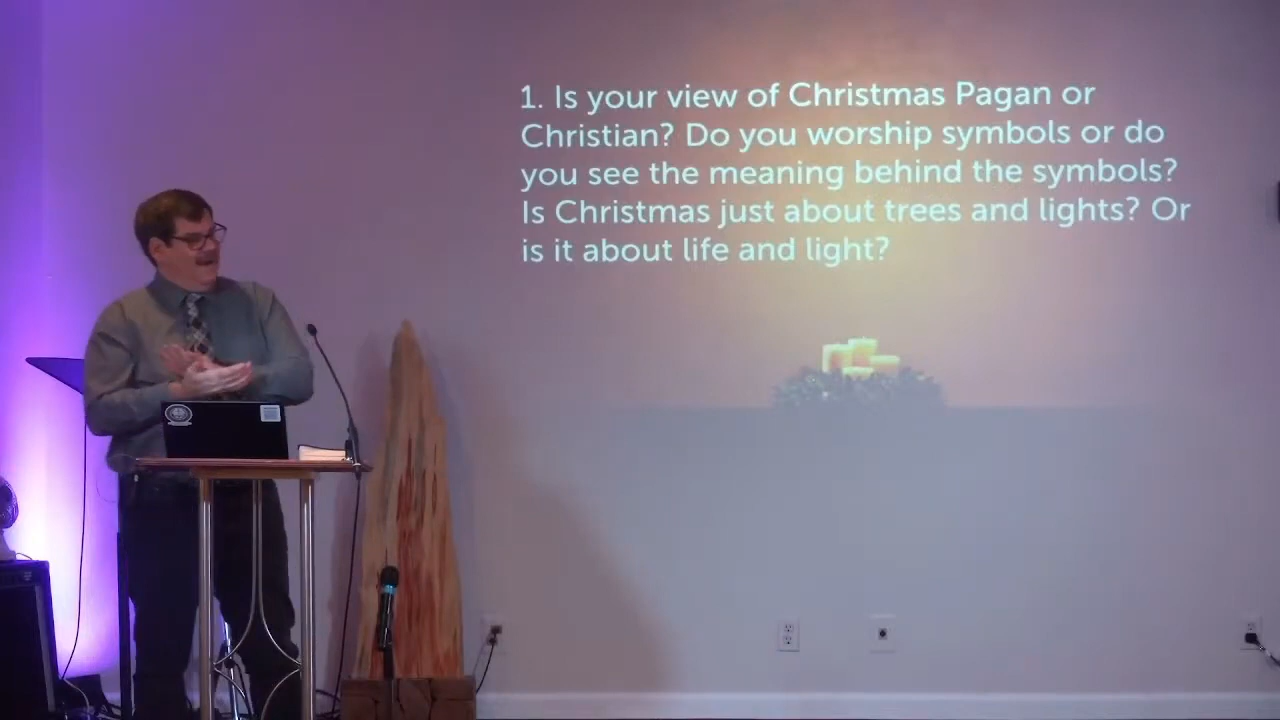 1. Is your view of Christmas Pagan or
Christian? Do you worship symbols or do
you see the meaning behind the symbols?
Is Christmas just about trees and lights? Or
is it about life and light?